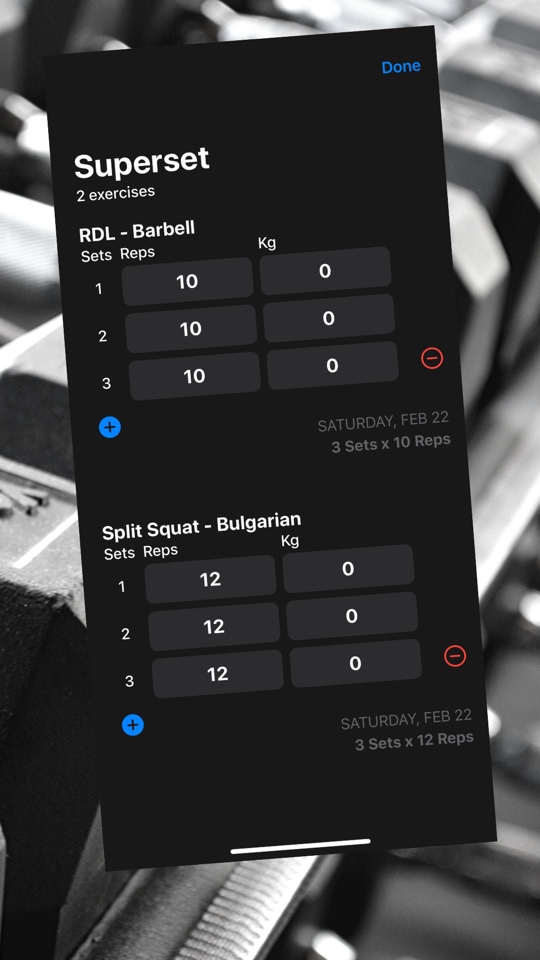 Done
Superset
2 exercises
RDL - Barbell
Sets Reps Kg
1 10 0
2 10 0
3 10 0
SATURDAY, FEB 22
3 Sets x 10 Reps
Split Squat - Bulgarian
Sets Reps Kg
1 12 0
2 12 0
3 12 0
SATURDAY, FEB 22
3 Sets x 12 Reps